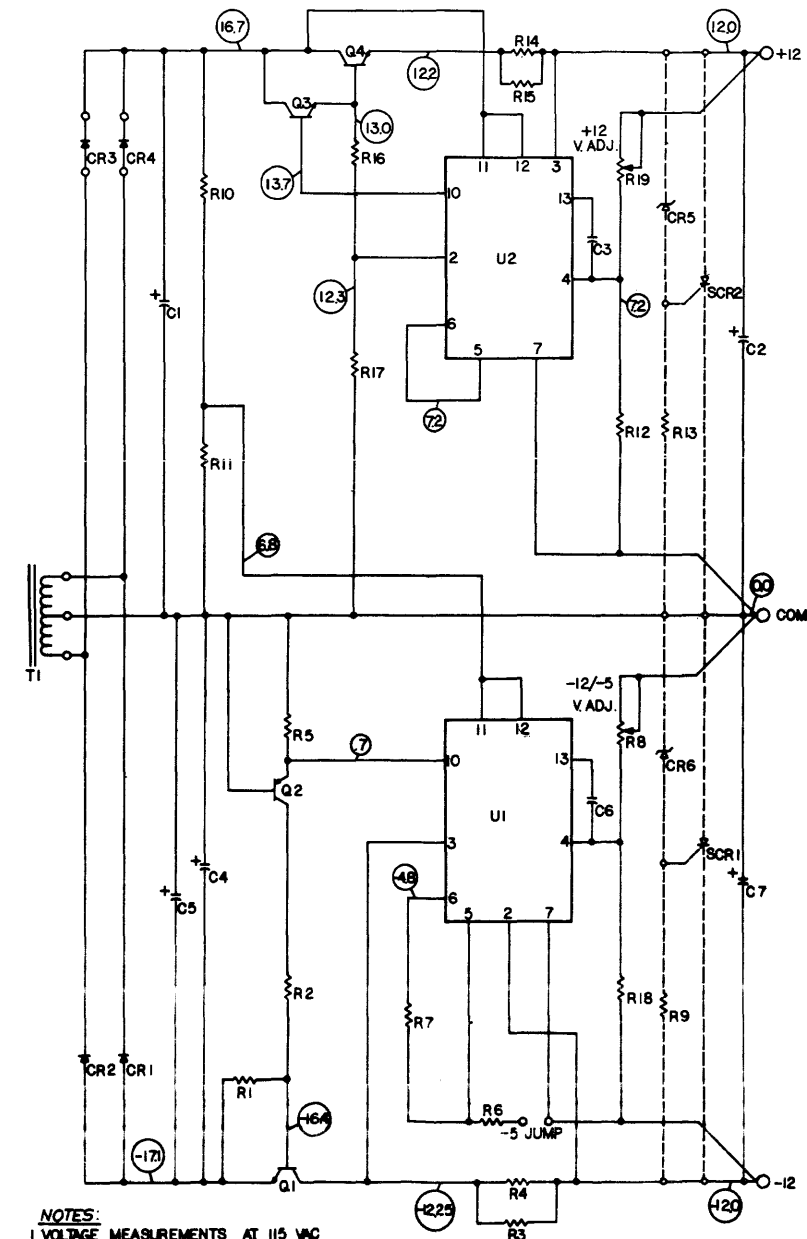 16.7
Q4
12.2
R14
R15
12.0
+12
Q3
13.0
R16
13.7
+12
V. ADJ.
11
12
3
R19
CR3
CR4
R10
10
13
C3
CR5
2
U2
4
SCR2
12.3
7.2
+
C1
6
5
7
+
C2
R17
7.2
R12
R13
R11
6.8
0.0
COM
T1
-12/-5
V. ADJ.
R8
11
12
R5
.7
10
13
CR6
Q2
C6
U1
3
4
SCR1
+
C4
-4.8
6
+
C7
+
C5
5
2
7
R2
R7
R18
R9
CR2
CR1
R1
R6
-5 JUMP
-16.4
-17.1
Q1
-12.25
R4
R3
-12.0
-12
NOTES:
1. VOLTAGE MEASUREMENTS AT 115 VAC